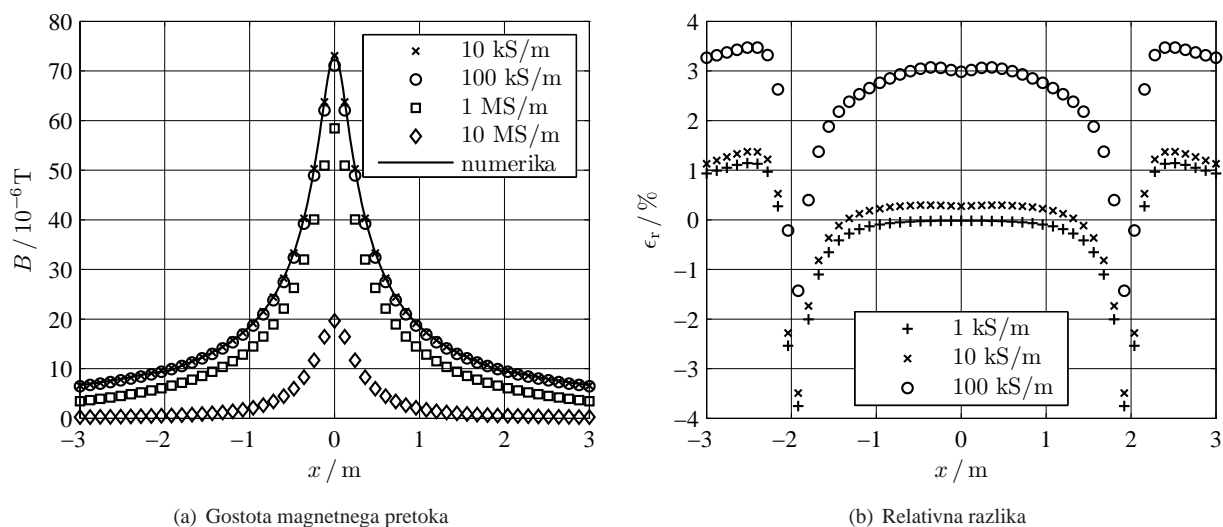 80
70
60
50
40
30
20
10
0
−3
−2
−1
0
1
2
3
B / 10⁻⁶T
x / m
10 kS/m
100 kS/m
1 MS/m
10 MS/m
numerika
(a) Gostota magnetnega pretoka
4
3
2
1
0
−1
−2
−3
−4
−3
−2
−1
0
1
2
3
ϵr / %
x / m
1 kS/m
10 kS/m
100 kS/m
(b) Relativna razlika